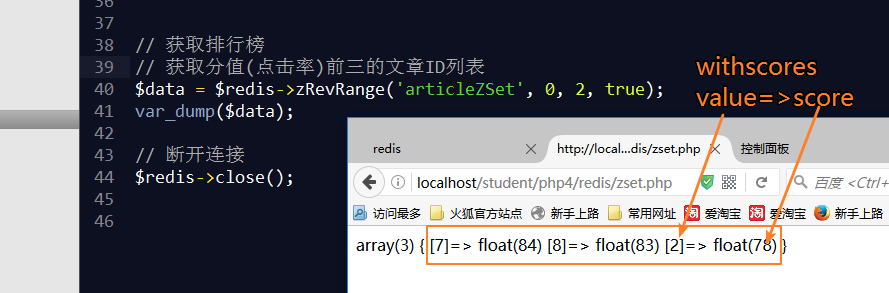 36
37
38 // 获取排行榜
39 // 获取分值(点击率)前三的文章ID列表
40 $data = $redis->zRevRange('articleZSet', 0, 2, true);
41 var_dump($data);
42
43 // 断开连接
44 $redis->close();
45
46
withscores
value=>score
redis
http://local...dis/zset.php
控制面板
localhost/student/php4/redis/zset.php
百度 <Ctrl+
访问最多 火狐官方站点 新手上路 常用网址 爱淘宝 爱淘宝 新手上路
array(3) { [7]=> float(84) [8]=> float(83) [2]=> float(78) }